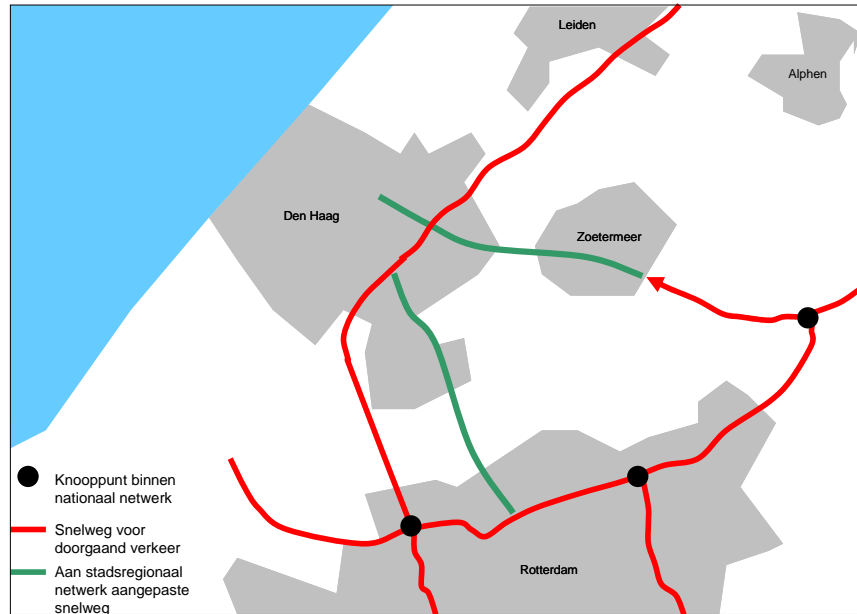 Leiden
Alphen
Den Haag
Zoetermeer
Knooppunt binnen
nationaal netwerk
Snelweg voor
doorgaand verkeer
Rotterdam
Aan stadsregionaal
netwerk aangepaste
snelweg